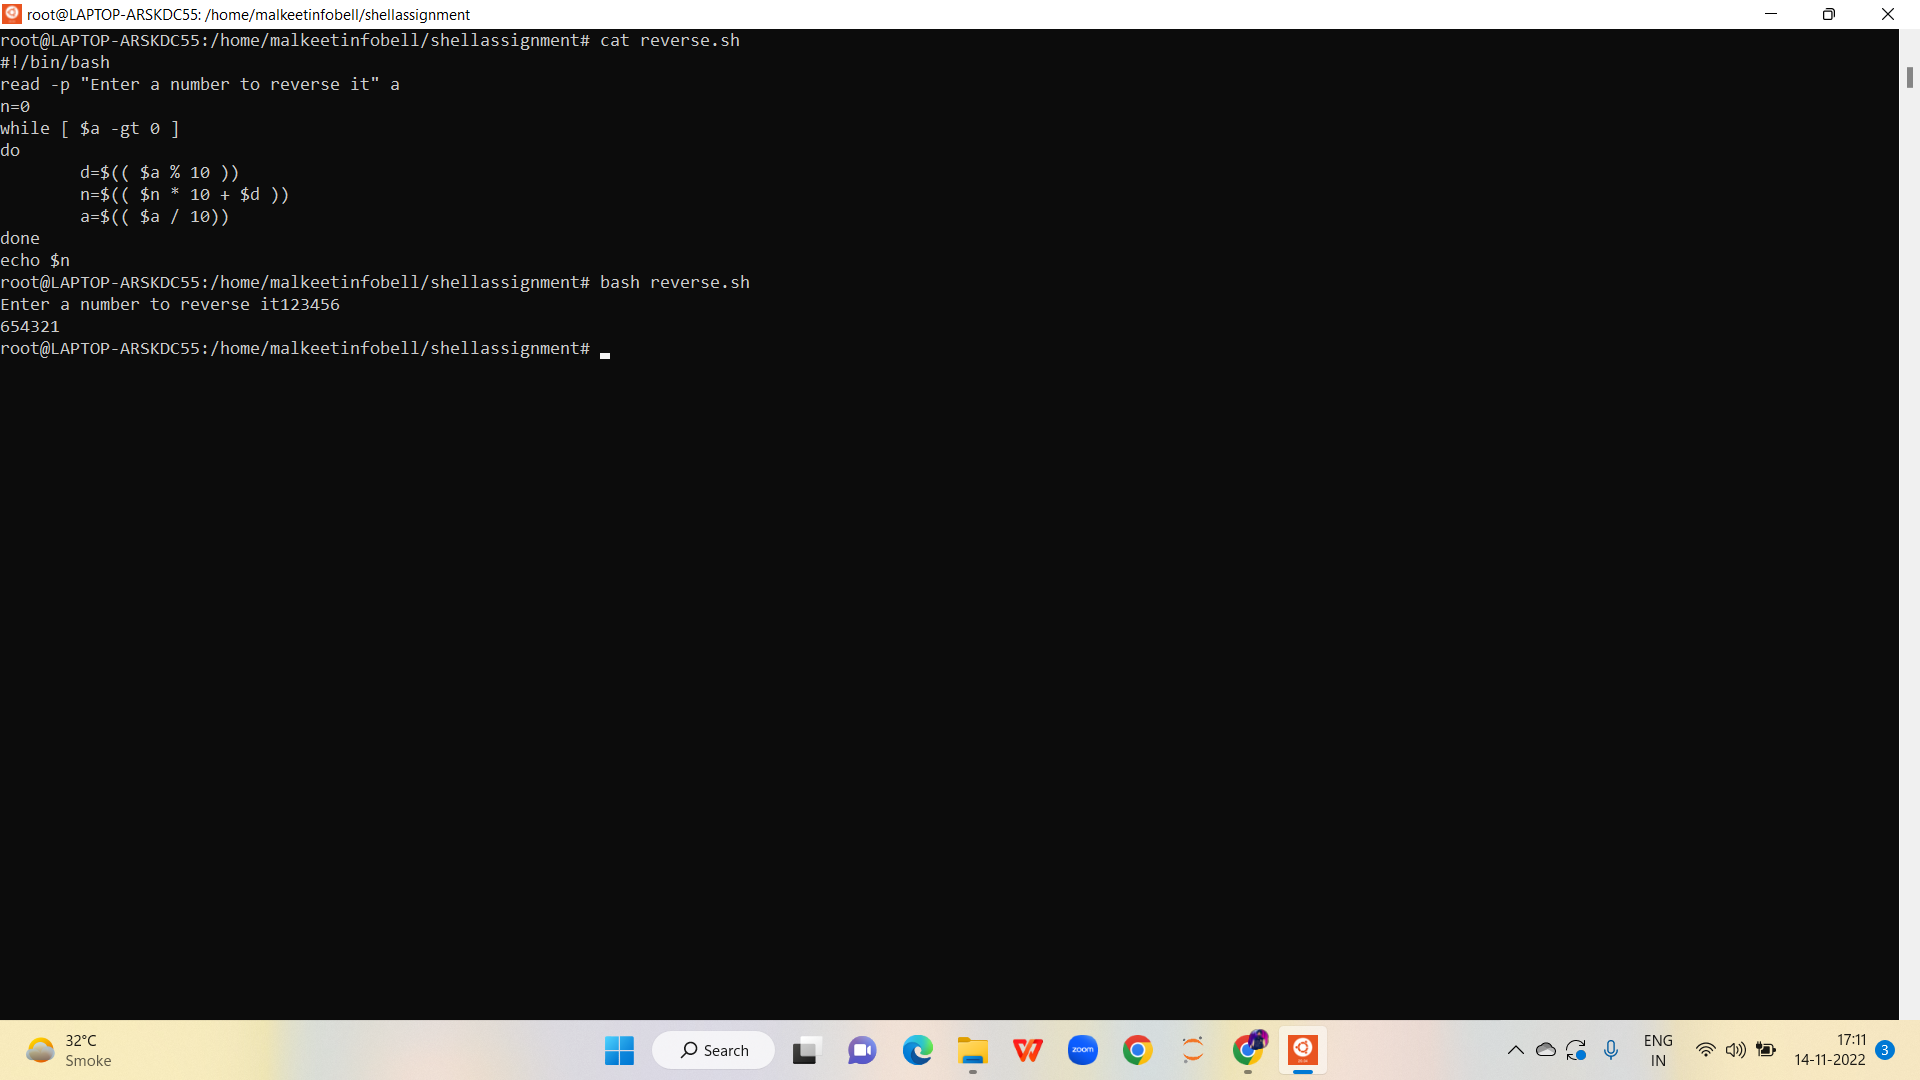 root@LAPTOP-ARSKDC55: /home/malkeetinfobell/shellassignment
root@LAPTOP-ARSKDC55:/home/malkeetinfobell/shellassignment# cat reverse.sh
#!/bin/bash
read -p "Enter a number to reverse it" a
n=0
while [ $a -gt 0 ]
do
        d=$(( $a % 10 ))
        n=$(( $n * 10 + $d ))
        a=$(( $a / 10))
done
echo $n
root@LAPTOP-ARSKDC55:/home/malkeetinfobell/shellassignment# bash reverse.sh
Enter a number to reverse it123456
654321
root@LAPTOP-ARSKDC55:/home/malkeetinfobell/shellassignment#
32°C
Smoke
Search
zoom
ENG
IN
17:11
14-11-2022
3